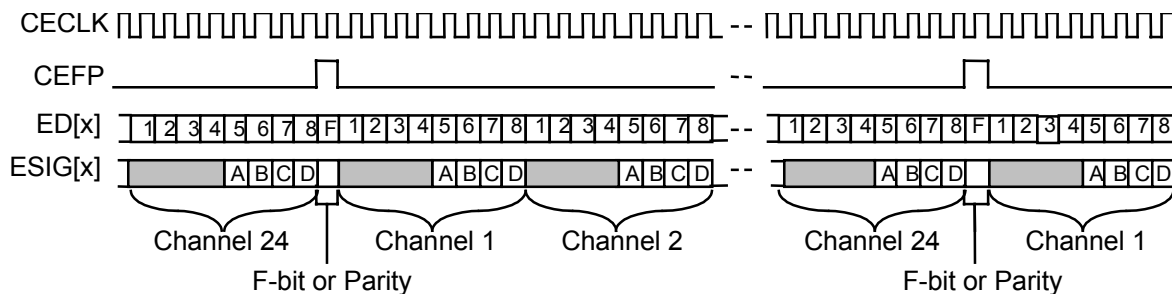 CECLK
CEFP
ED[x] 1 2 3 4 5 6 7 8 F 1 2 3 4 5 6 7 8 1 2 3 4 5 6 7 8 -- 1 2 3 4 5 6 7 8 F 1 2 3 4 5 6 7 8
ESIG[x] A B C D A B C D A B C D -- A B C D A B C D
Channel 24 Channel 1 Channel 2 Channel 24 Channel 1
F-bit or Parity F-bit or Parity